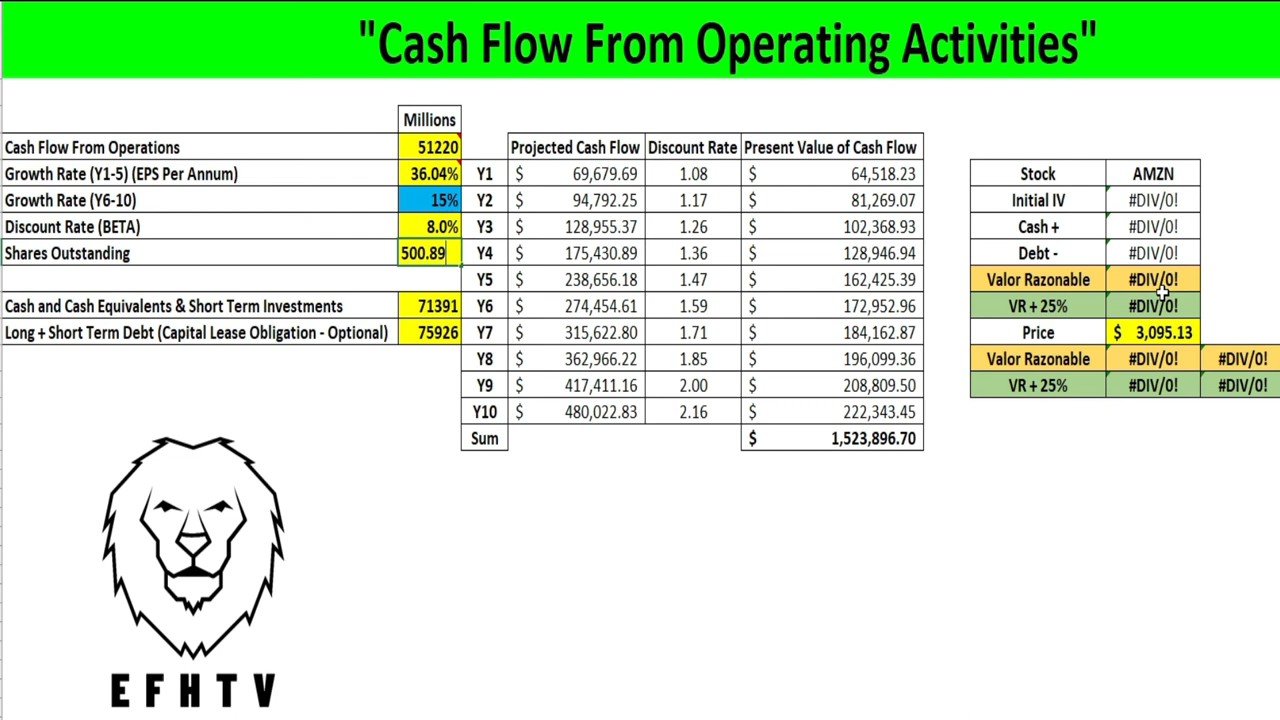 "Cash Flow From Operating Activities"
Millions
Cash Flow From Operations 51220 Projected Cash Flow Discount Rate Present Value of Cash Flow
Growth Rate (Y1-5) (EPS Per Annum) 36.04% Y1 $ 69,679.69 1.08 $ 64,518.23 Stock AMZN
Growth Rate (Y6-10) 15% Y2 $ 94,792.25 1.17 $ 81,269.07 Initial IV #DIV/0!
Discount Rate (BETA) 8.0% Y3 $ 128,955.37 1.26 $ 102,368.93 Cash + #DIV/0!
Shares Outstanding 500.89 Y4 $ 175,430.89 1.36 $ 128,946.94 Debt - #DIV/0!
Y5 $ 238,656.18 1.47 $ 162,425.39 Valor Razonable #DIV/0!
Cash and Cash Equivalents & Short Term Investments 71391 Y6 $ 274,454.61 1.59 $ 172,952.96 VR + 25% #DIV/0!
Long + Short Term Debt (Capital Lease Obligation - Optional) 75926 Y7 $ 315,622.80 1.71 $ 184,162.87 Price $ 3,095.13
Y8 $ 362,966.22 1.85 $ 196,099.36 Valor Razonable #DIV/0! #DIV/0!
Y9 $ 417,411.16 2.00 $ 208,809.50 VR + 25% #DIV/0! #DIV/0!
Y10 $ 480,022.83 2.16 $ 222,343.45
Sum $ 1,523,896.70
EFHTV